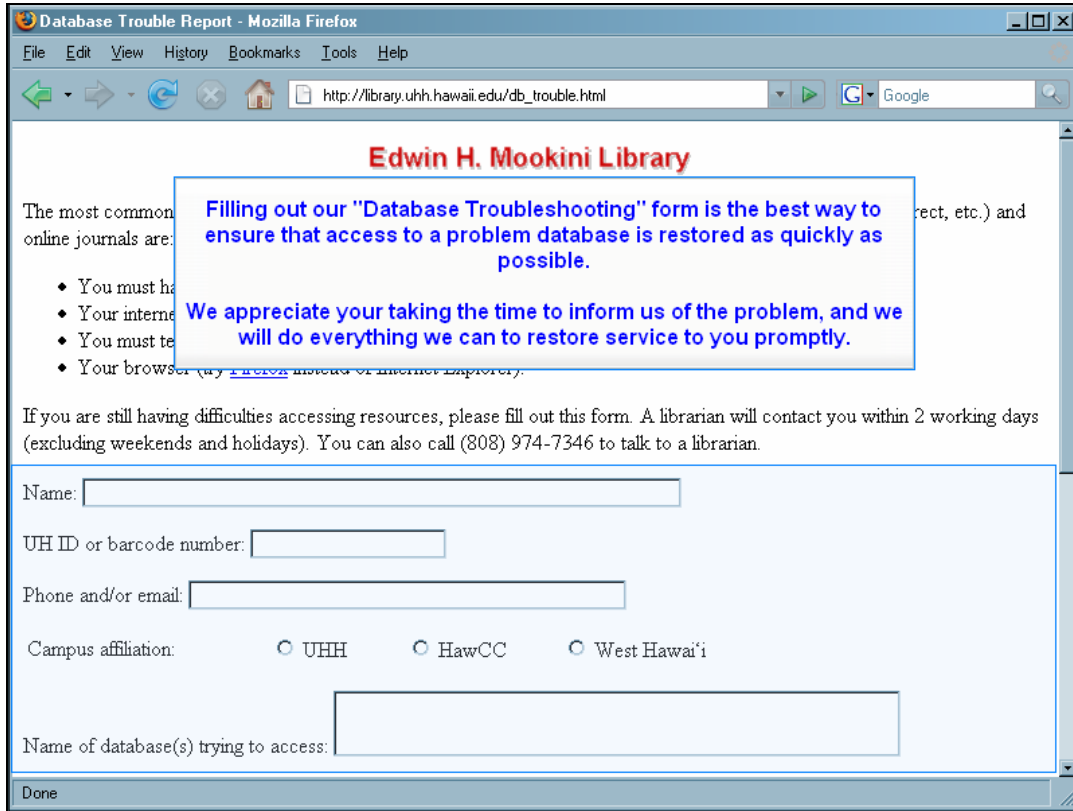 Database Trouble Report - Mozilla Firefox
File Edit View History Bookmarks Tools Help
http://library.uhh.hawaii.edu/db_trouble.html
G Google
Edwin H. Mookini Library
The most common
rect, etc.) and
online journals are:
Filling out our "Database Troubleshooting" form is the best way to
ensure that access to a problem database is restored as quickly as
possible.
We appreciate your taking the time to inform us of the problem, and we
will do everything we can to restore service to you promptly.
• You must ha
• Your interne
• You must te
• Your browser (try Firefox instead of Internet Explorer).
If you are still having difficulties accessing resources, please fill out this form. A librarian will contact you within 2 working days
(excluding weekends and holidays). You can also call (808) 974-7346 to talk to a librarian.
Name:
UH ID or barcode number:
Phone and/or email:
Campus affiliation: UHH HawCC West Hawaiʻi
Name of database(s) trying to access:
Done